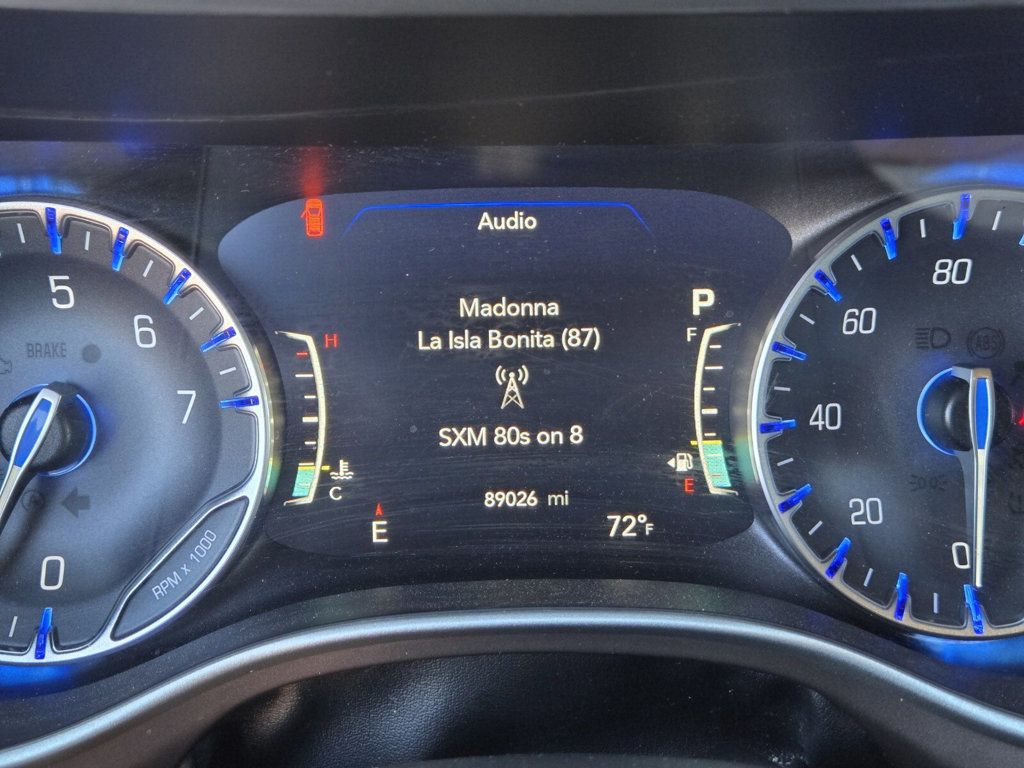 Audio
Madonna
La Isla Bonita (87)
SXM 80s on 8
89026 mi
E
72°F
P
H
C
F
E
5
6
7
0
BRAKE
RPM x 1000
80
60
40
20
0
ABS